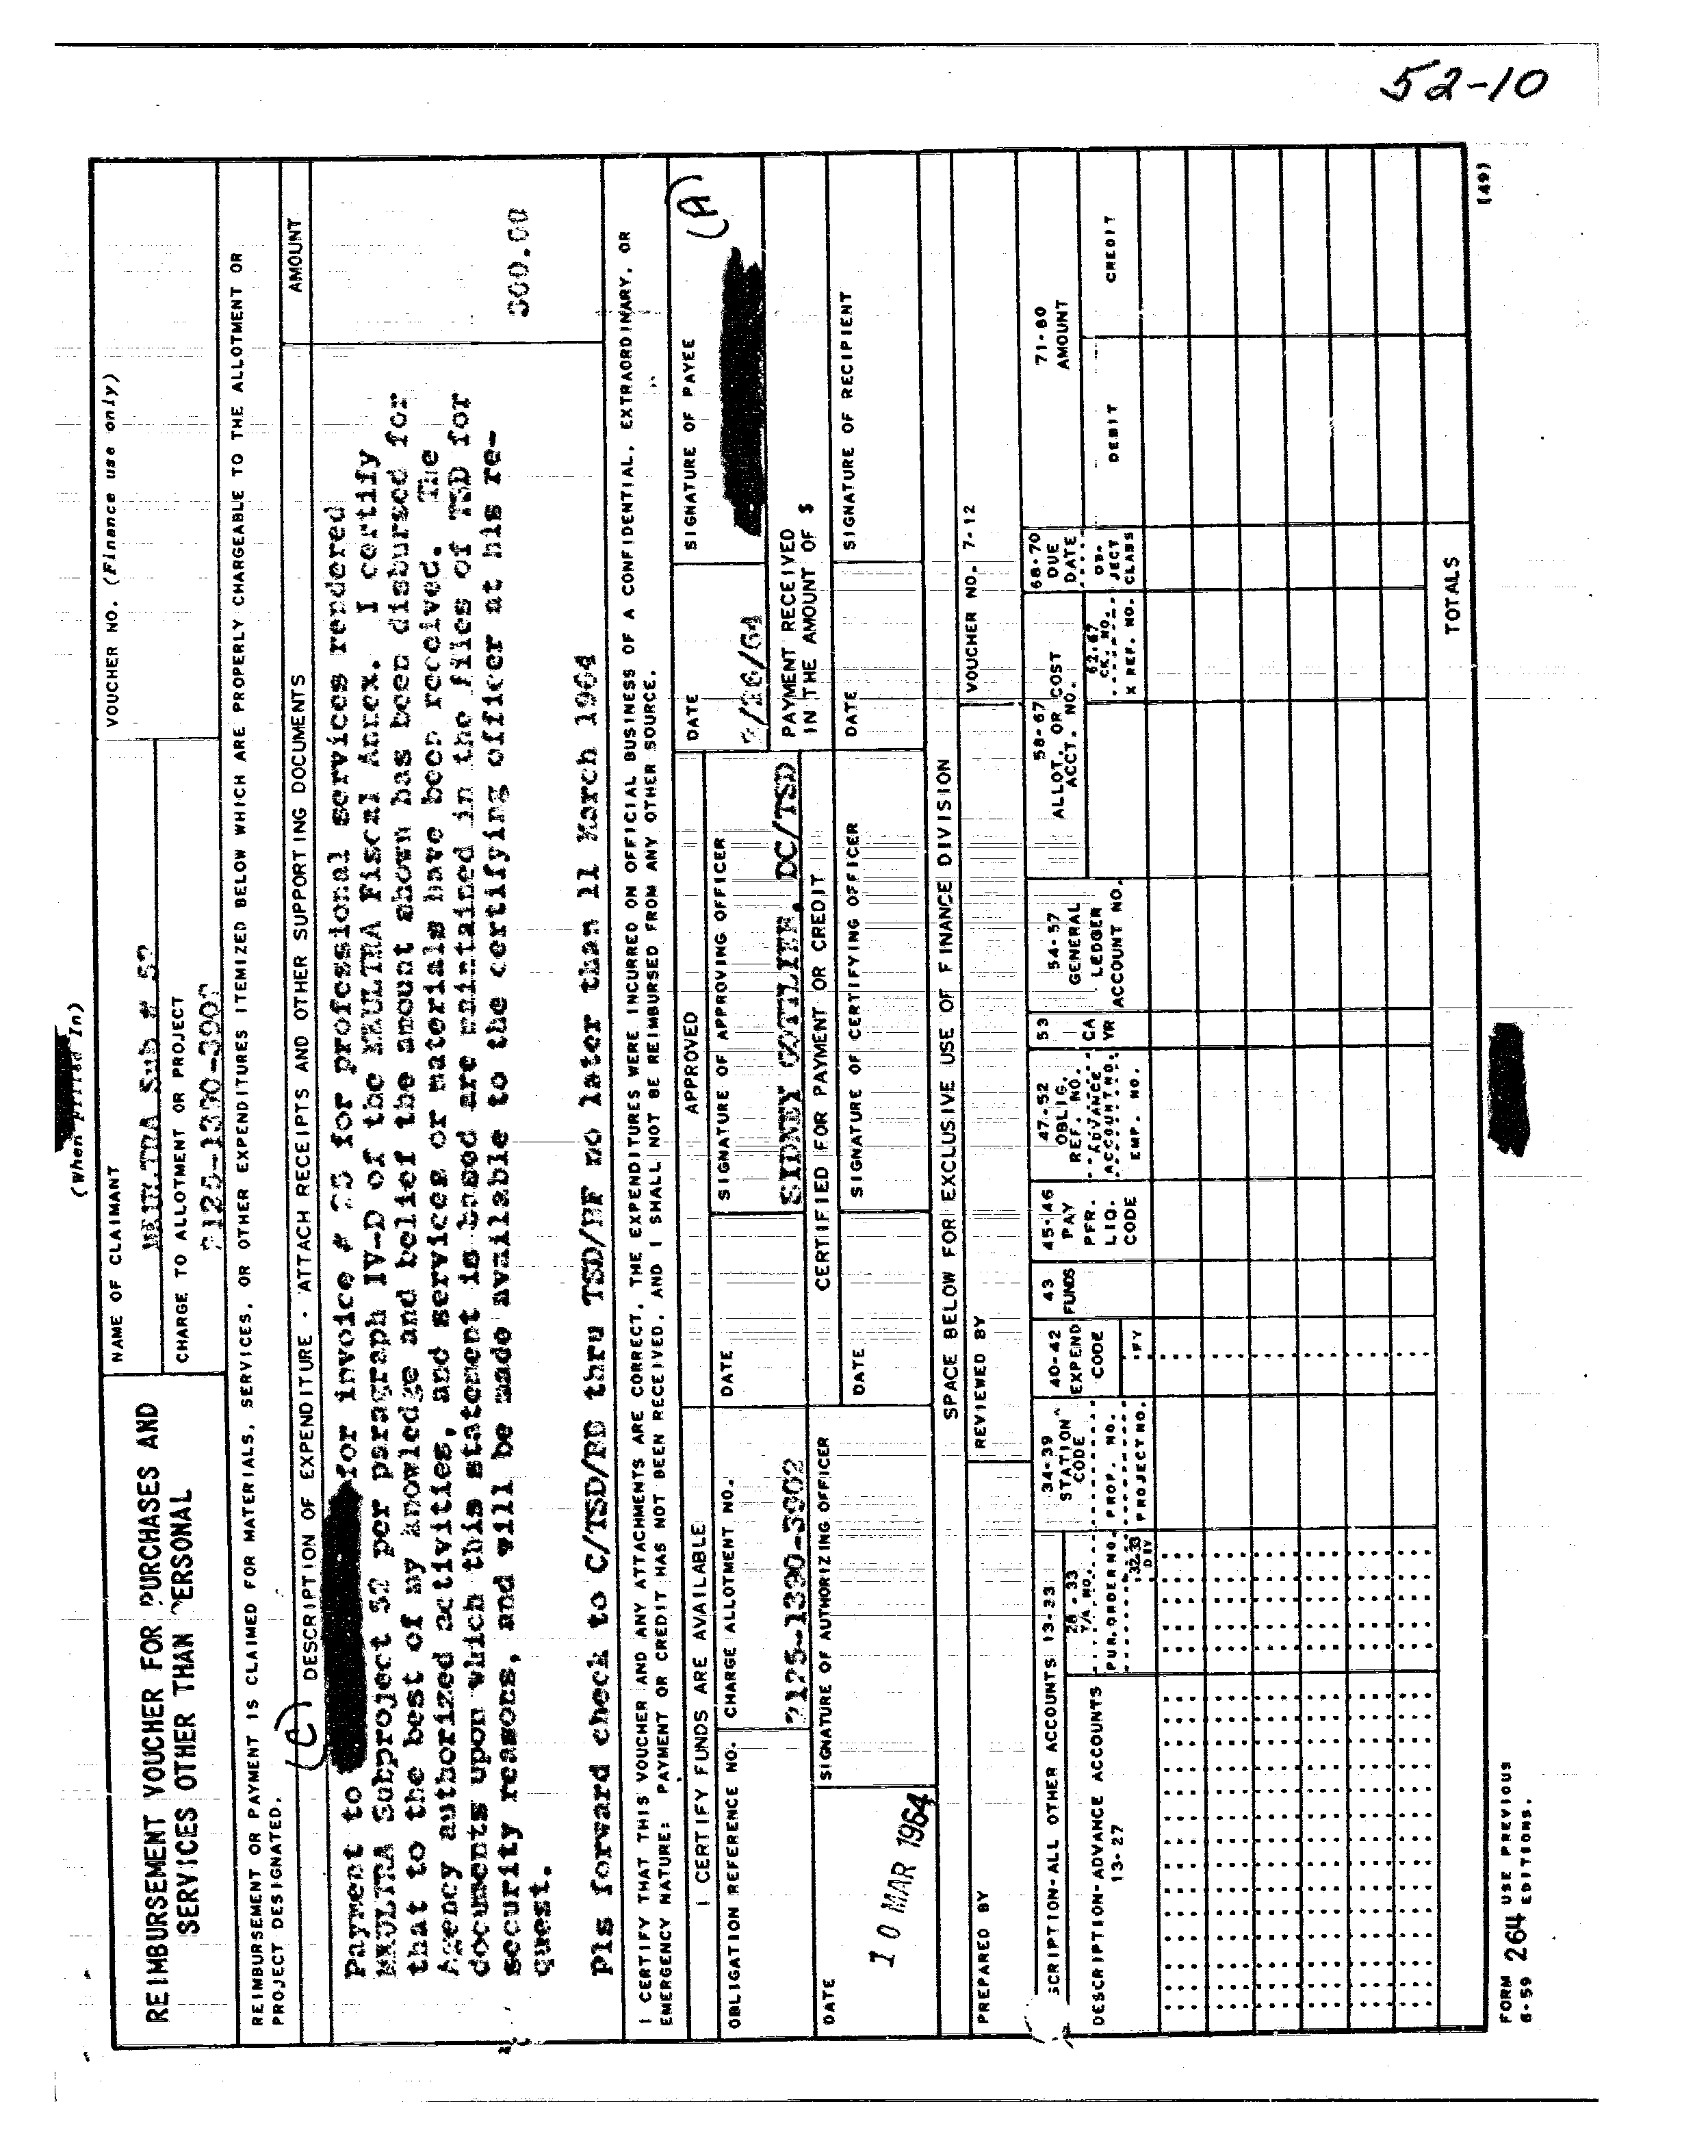 52-10
(When Filled In)
REIMBURSEMENT VOUCHER FOR PURCHASES AND
SERVICES OTHER THAN PERSONAL
NAME OF CLAIMANT
MKULTRA Sub # 52
VOUCHER NO. (Finance use only)
CHARGE TO ALLOTMENT OR PROJECT
2125-1390-3902
REIMBURSEMENT OR PAYMENT IS CLAIMED FOR MATERIALS, SERVICES, OR OTHER EXPENDITURES ITEMIZED BELOW WHICH ARE PROPERLY CHARGEABLE TO THE ALLOTMENT OR
PROJECT DESIGNATED.
(C) DESCRIPTION OF EXPENDITURE - ATTACH RECEIPTS AND OTHER SUPPORTING DOCUMENTS
AMOUNT
Payment to for invoice # for professional services rendered
MKULTRA Subproject 52 per paragraph IV-D of the MKULTRA Fiscal Annex. I certify
that to the best of my knowledge and belief the amount shown has been disbursed for
Agency authorized activities, and services or materials have been received. The
documents upon which this statement is based are maintained in the files of TSD for
security reasons, and will be made available to the certifying officer at his re-
quest.
300.00
Pls forward check to C/TSD/RD thru TSD/BF no later than 11 March 1964
I CERTIFY THAT THIS VOUCHER AND ANY ATTACHMENTS ARE CORRECT, THE EXPENDITURES WERE INCURRED ON OFFICIAL BUSINESS OF A CONFIDENTIAL, EXTRAORDINARY, OR
EMERGENCY NATURE: PAYMENT OR CREDIT HAS NOT BEEN RECEIVED, AND I SHALL NOT BE REIMBURSED FROM ANY OTHER SOURCE.
I CERTIFY FUNDS ARE AVAILABLE
APPROVED
DATE
SIGNATURE OF PAYEE
(A)
/64
OBLIGATION REFERENCE NO.
CHARGE ALLOTMENT NO.
2125-1390-3902
DATE
SIGNATURE OF APPROVING OFFICER
SIDNEY GOTTLIEB, DC/TSD
PAYMENT RECEIVED
IN THE AMOUNT OF $
DATE
10 MAR 1964
SIGNATURE OF AUTHORIZING OFFICER
CERTIFIED FOR PAYMENT OR CREDIT
DATE
SIGNATURE OF CERTIFYING OFFICER
DATE
SIGNATURE OF RECIPIENT
SPACE BELOW FOR EXCLUSIVE USE OF FINANCE DIVISION
PREPARED BY
REVIEWED BY
VOUCHER NO. 7-12
SCRIPTION-ALL OTHER ACCOUNTS 13-33
DESCRIPTION-ADVANCE ACCOUNTS
13-27
28-33
T/A NO.
PUR.ORDER NO.
32-33
DIV
34-39
STATION
CODE
PROP. NO.
PROJECT NO.
40-42
EXPEND
CODE
FY
43
FUNDS
45-46
PAY
PFR.
LIQ.
CODE
47-52
OBLIG.
REF. NO.
ADVANCE
ACCOUNT NO.
EMP. NO.
53
CA
YR
54-57
GENERAL
LEDGER
ACCOUNT NO.
58-67
ALLOT. OR COST
ACCT. NO.
62-67
CK. NO.
X REF. NO.
68-70
DUE
DATE
OB-
JECT
CLASS
71-80
AMOUNT
DEBIT
CREDIT
TOTALS
FORM 264 USE PREVIOUS
6-59 EDITIONS.
(49)